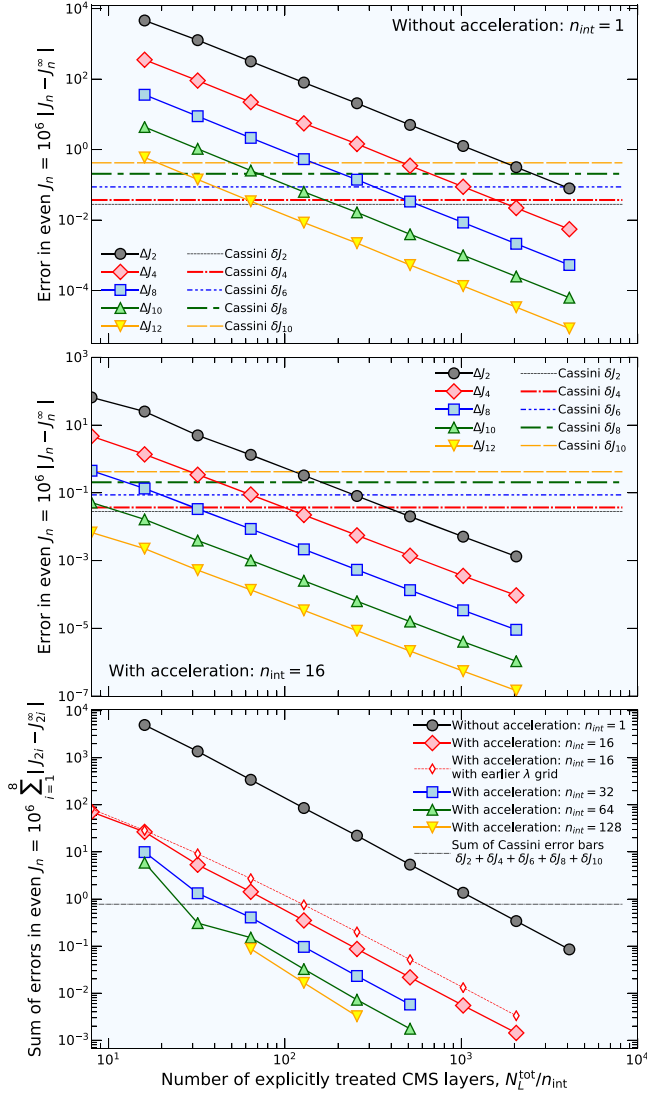 Without acceleration: n_int = 1
Error in even J_n = 10^6 |J_n − J_n^∞|
10^4
10^2
10^0
10^−2
10^−4
ΔJ_2
ΔJ_4
ΔJ_8
ΔJ_10
ΔJ_12
Cassini δJ_2
Cassini δJ_4
Cassini δJ_6
Cassini δJ_8
Cassini δJ_10
Error in even J_n = 10^6 |J_n − J_n^∞|
10^3
10^1
10^−1
10^−3
10^−5
10^−7
ΔJ_2
ΔJ_4
ΔJ_8
ΔJ_10
ΔJ_12
Cassini δJ_2
Cassini δJ_4
Cassini δJ_6
Cassini δJ_8
Cassini δJ_10
With acceleration: n_int = 16
Sum of errors in even J_n = 10^6 ∑_{i=1}^{8} |J_2i − J_2i^∞|
10^4
10^3
10^2
10^1
10^0
10^−1
10^−2
10^−3
Without acceleration: n_int = 1
With acceleration: n_int = 16
With acceleration: n_int = 16
with earlier λ grid
With acceleration: n_int = 32
With acceleration: n_int = 64
With acceleration: n_int = 128
Sum of Cassini error bars
δJ_2 + δJ_4 + δJ_6 + δJ_8 + δJ_10
10^1
10^2
10^3
10^4
Number of explicitly treated CMS layers, N_L^tot/n_int